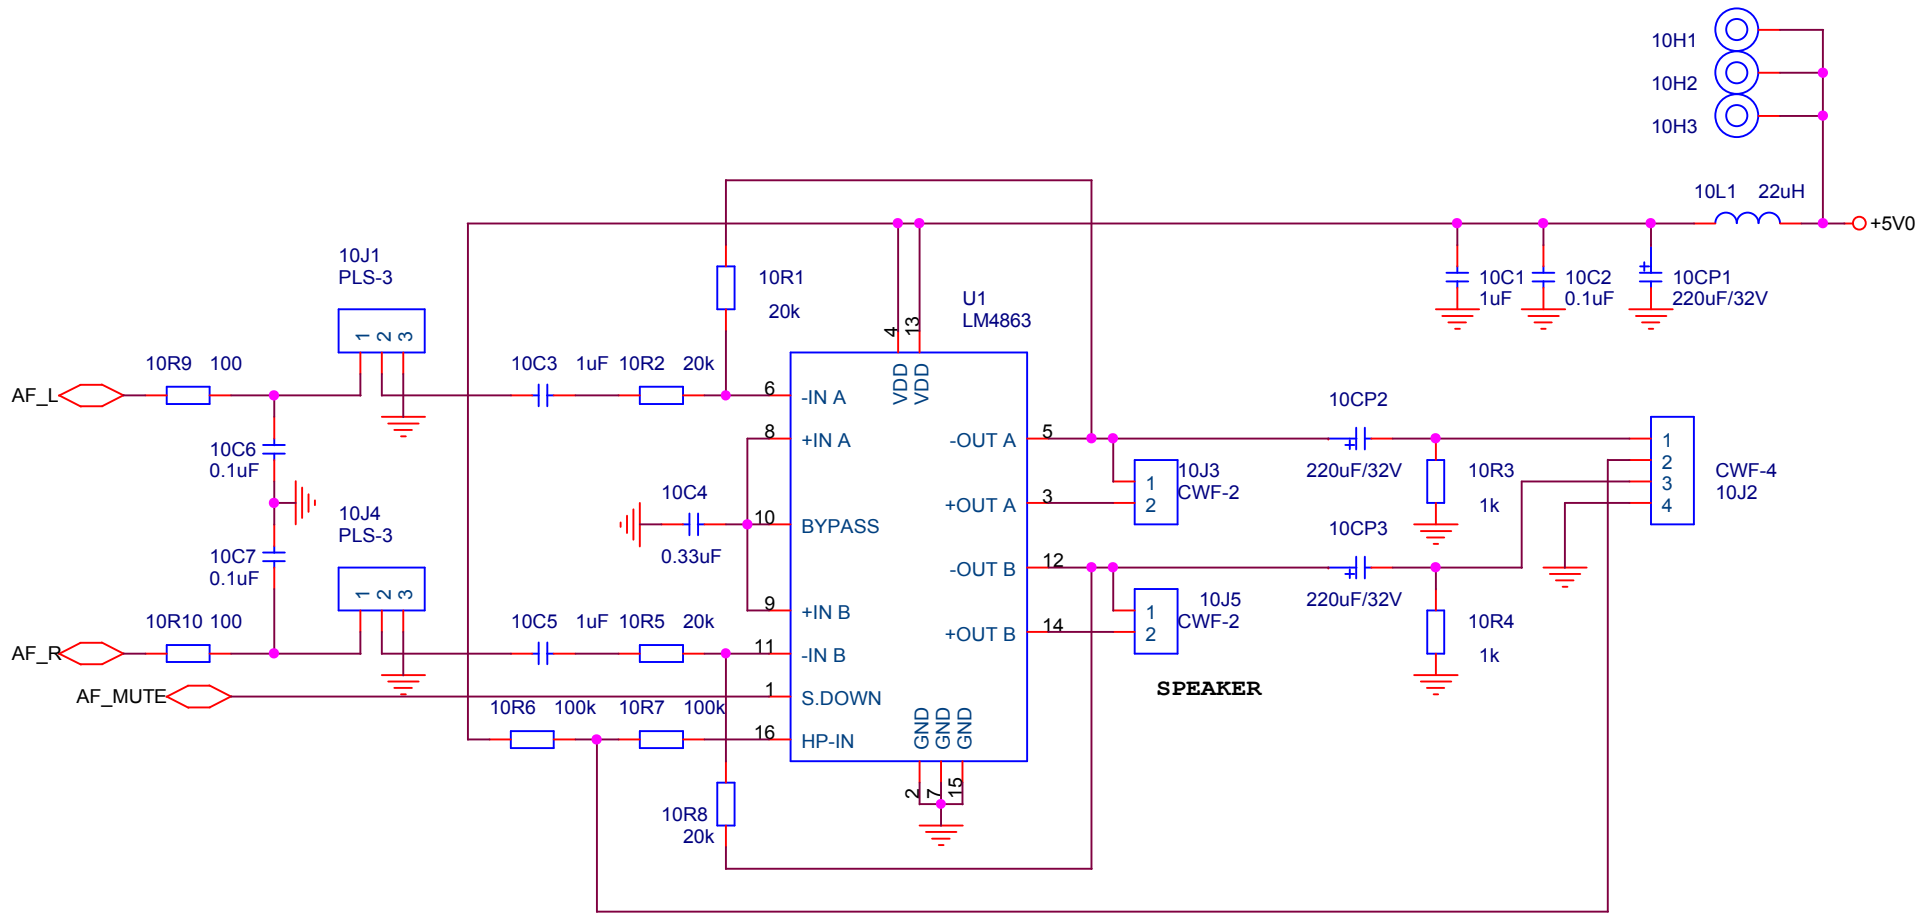 10H1
10H2
10H3
10L1 22uH
+5V0
10J1
PLS-3
1 2 3
10R1
20k
U1
LM4863
4 13
10C1
1uF
10C2
0.1uF
+
10CP1
220uF/32V
10R9 100
10C3 1uF 10R2 20k
AF_L
6 -IN A
VDD
VDD
10CP2
8 +IN A
-OUT A 5
+
220uF/32V
10C6
0.1uF
10J3
CWF-2
1
2
10R3
1k
1
2
3
4
CWF-4
10J2
10C4
0.33uF
+OUT A 3
10J4
PLS-3
1 2 3
10 BYPASS
10CP3
10C7
0.1uF
-OUT B 12
+
220uF/32V
9 +IN B
10J5
CWF-2
1
2
10R10 100
10C5 1uF 10R5 20k
+OUT B 14
10R4
1k
AF_R
11 -IN B
AF_MUTE
1 S.DOWN
SPEAKER
10R6 100k 10R7 100k
16 HP-IN
GND
GND
GND
2 7 15
10R8
20k